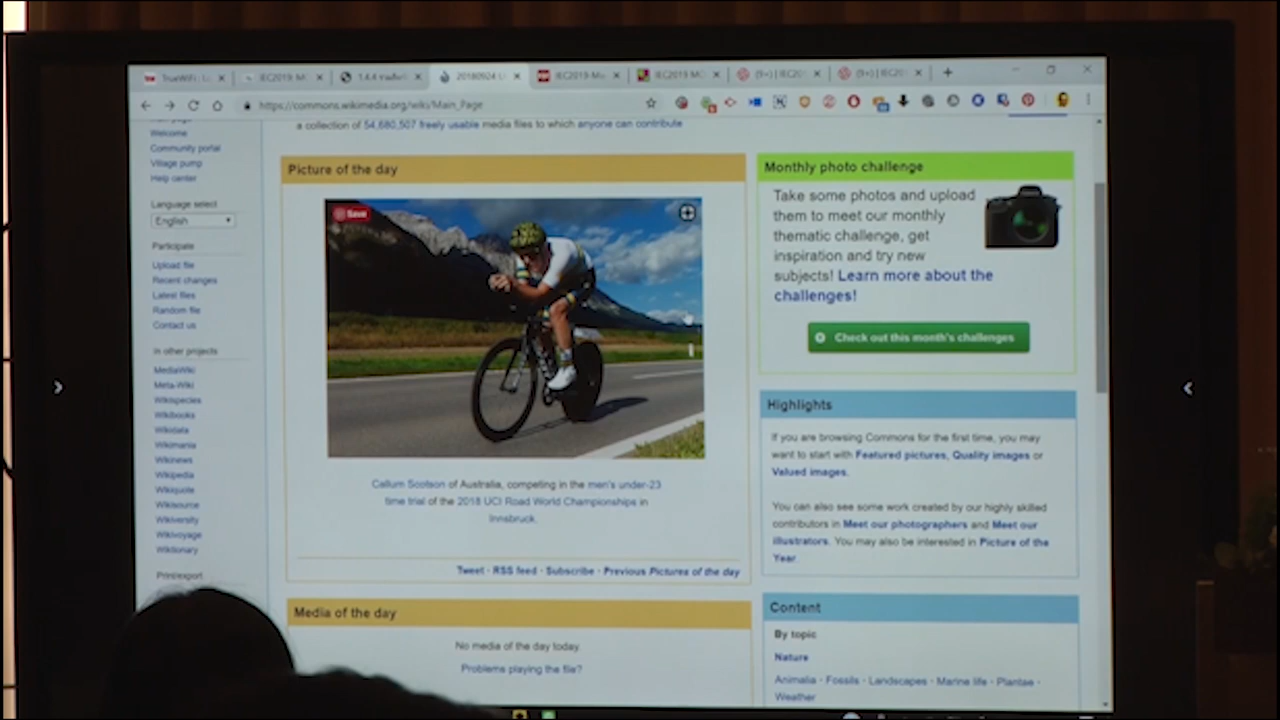 https://commons.wikimedia.org/wiki/Main_Page
a collection of 54,680,507 freely usable media files to which anyone can contribute
Welcome
Community portal
Village pump
Help center
Language select
English
Participate
Upload file
Recent changes
Latest files
Random file
Contact us
In other projects
MediaWiki
Meta-Wiki
Wikispecies
Wikibooks
Wikidata
Wikimania
Wikinews
Wikipedia
Wikiquote
Wikisource
Wikiversity
Wikivoyage
Wiktionary
Print/export
Picture of the day
Save
Callum Scotson of Australia, competing in the men's under-23
time trial of the 2018 UCI Road World Championships in
Innsbruck.
Tweet · RSS feed · Subscribe · Previous Pictures of the day
Media of the day
No media of the day today.
Problems playing the file?
Monthly photo challenge
Take some photos and upload
them to meet our monthly
thematic challenge, get
inspiration and try new
subjects! Learn more about the
challenges!
Check out this month's challenges
Highlights
If you are browsing Commons for the first time, you may
want to start with Featured pictures, Quality images or
Valued images.
You can also see some work created by our highly skilled
contributors in Meet our photographers and Meet our
illustrators. You may also be interested in Picture of the
Year.
Content
By topic
Nature
Animalia · Fossils · Landscapes · Marine life · Plantae ·
Weather